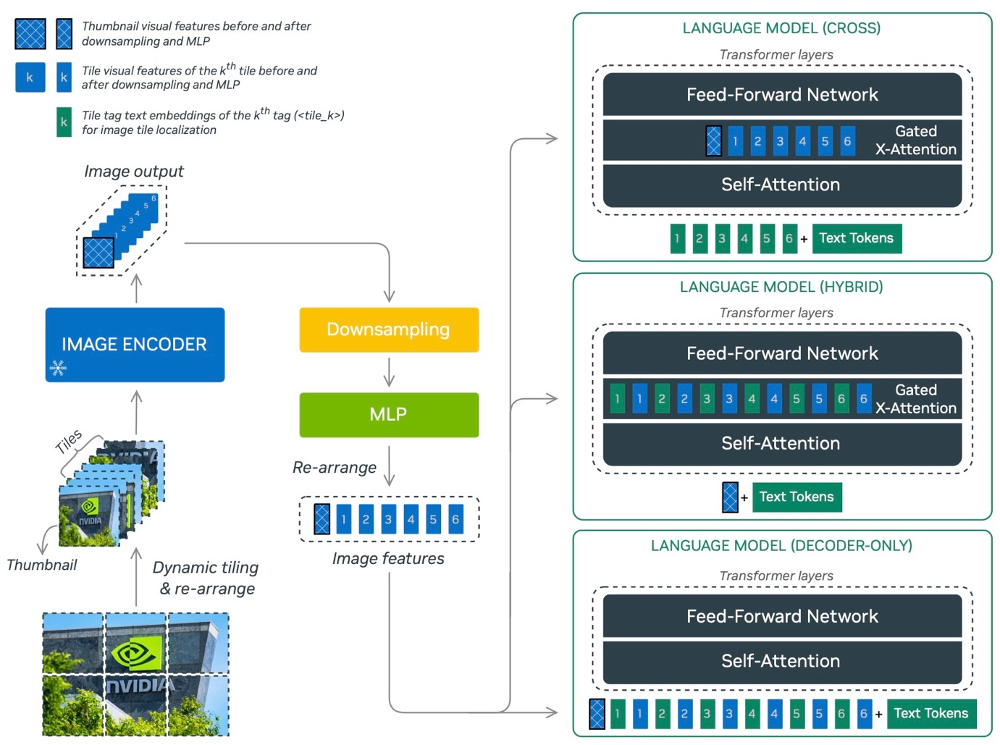 Thumbnail visual features before and after
downsampling and MLP
k k
Tile visual features of the kth tile before and
after downsampling and MLP
k
Tile tag text embeddings of the kth tag (<tile_k>)
for image tile localization
Image output
1 2 3 4 5 6
IMAGE ENCODER
Tiles
NVIDIA
NVIDIA
Thumbnail
Dynamic tiling
& re-arrange
NVIDIA
Downsampling
MLP
Re-arrange
1 2 3 4 5 6
Image features
LANGUAGE MODEL (CROSS)
Transformer layers
Feed-Forward Network
1 2 3 4 5 6
Gated
X-Attention
Self-Attention
1 2 3 4 5 6 + Text Tokens
LANGUAGE MODEL (HYBRID)
Transformer layers
Feed-Forward Network
1 1 2 2 3 3 4 4 5 5 6 6
Gated
X-Attention
Self-Attention
+ Text Tokens
LANGUAGE MODEL (DECODER-ONLY)
Transformer layers
Feed-Forward Network
Self-Attention
1 1 2 2 3 3 4 4 5 5 6 6 + Text Tokens